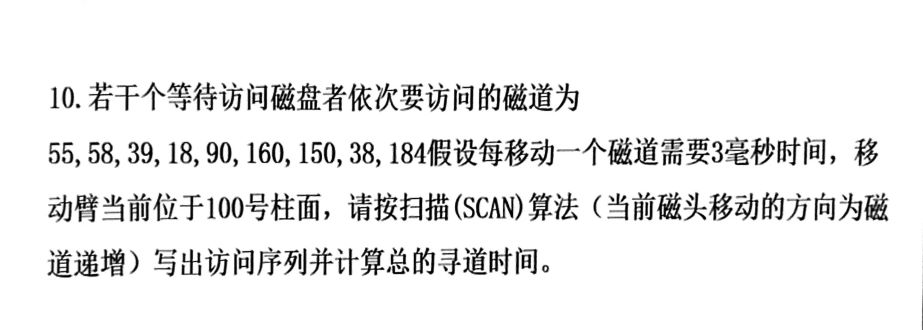 10.若干个等待访问磁盘者依次要访问的磁道为
55,58,39,18,90,160,150,38,184假设每移动一个磁道需要3毫秒时间，移
动臂当前位于100号柱面，请按扫描(SCAN)算法（当前磁头移动的方向为磁
道递增）写出访问序列并计算总的寻道时间。